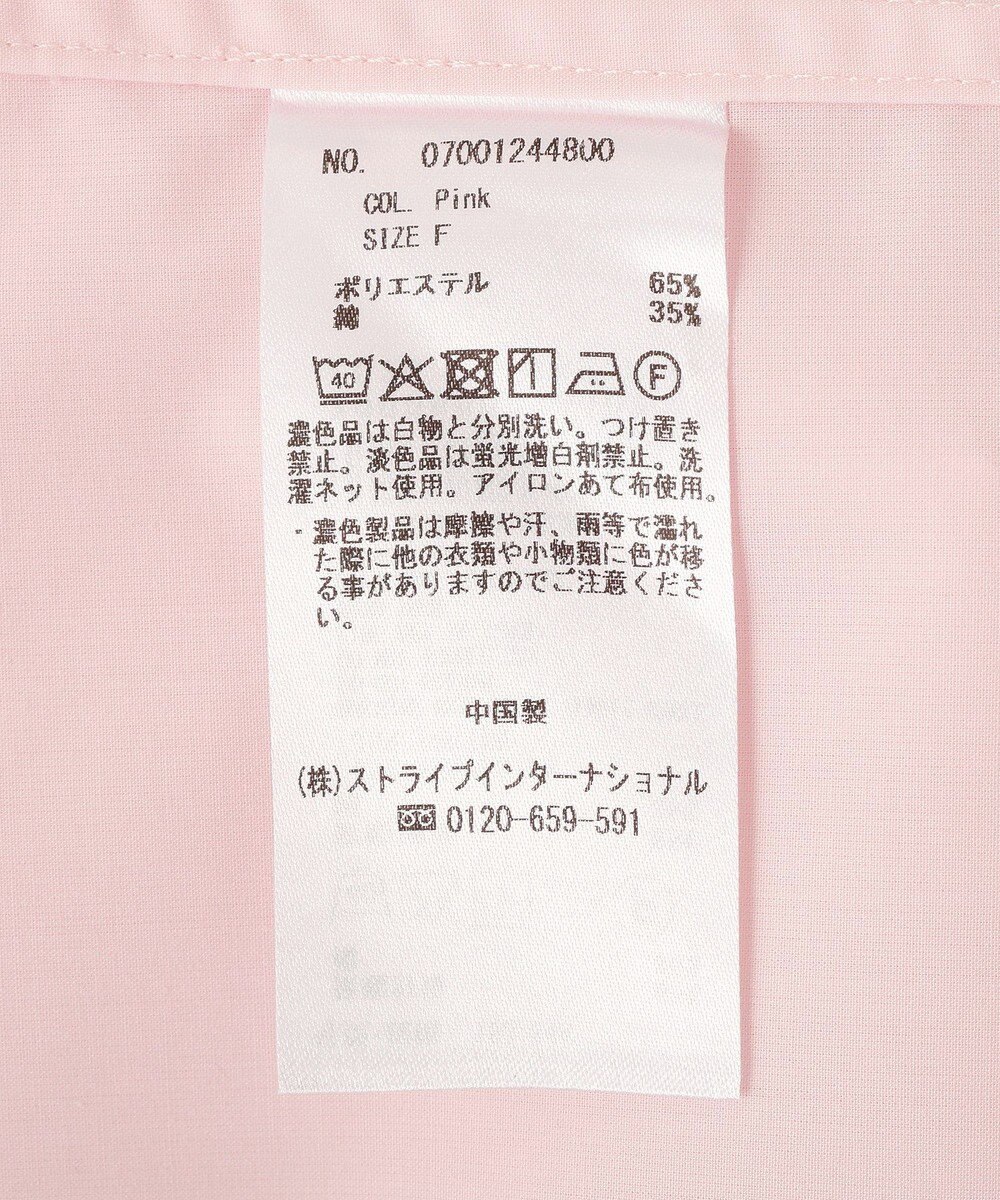 NO. 07001244800
COL. Pink
SIZE F
ポリエステル 65%
綿 35%
40
F
濃色品は白物と分別洗い。つけ置き
禁止。淡色品は蛍光増白剤禁止。洗
濯ネット使用。アイロンあて布使用。
・濃色製品は摩擦や汗、雨等で濡れ
た際に他の衣類や小物類に色が移
る事がありますのでご注意くださ
い。
中国製
(株)ストライプインターナショナル
0120-659-591